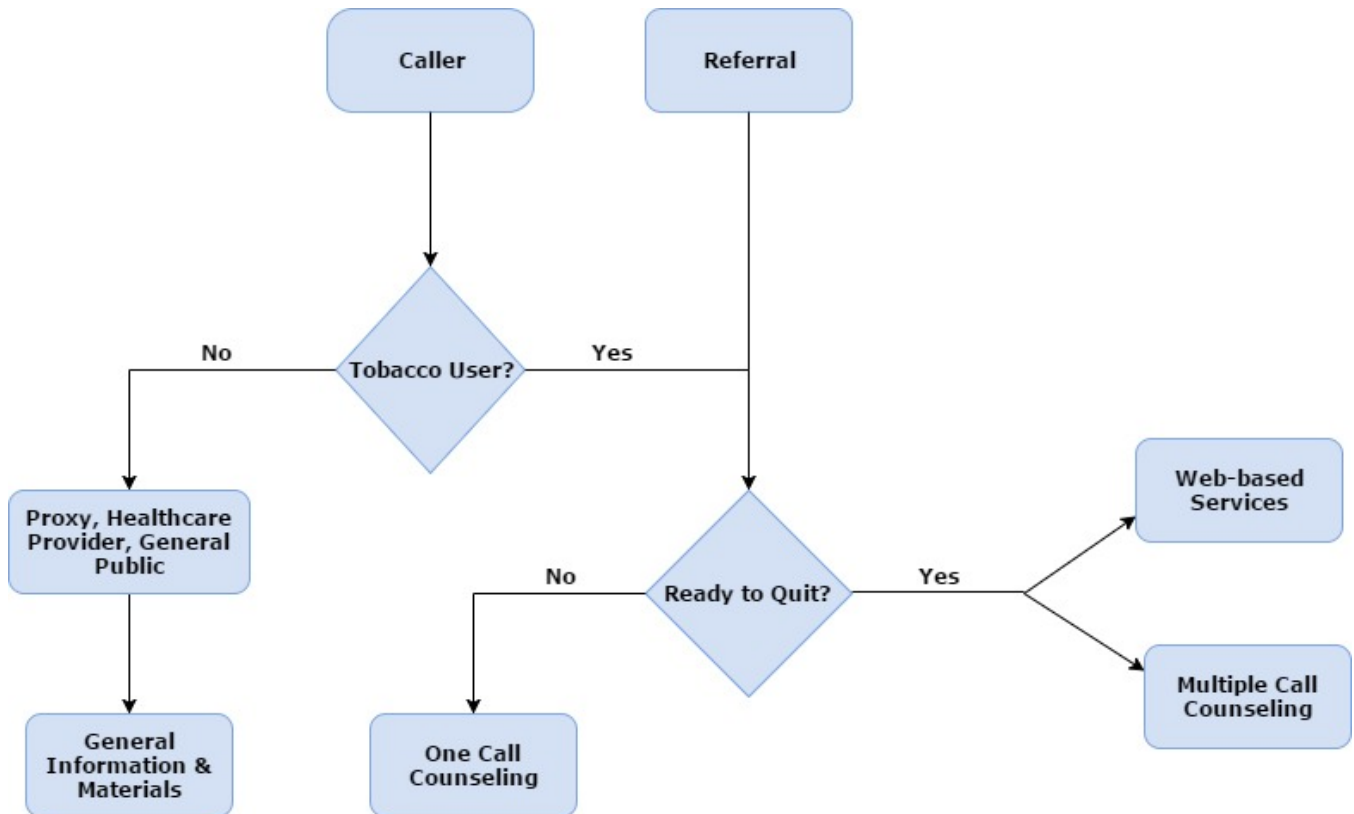 Caller
Referral
No
Yes
Tobacco User?
Web-based
Services
Proxy, Healthcare
Provider, General
Public
No
Yes
Ready to Quit?
Multiple Call
Counseling
General
Information &
Materials
One Call
Counseling